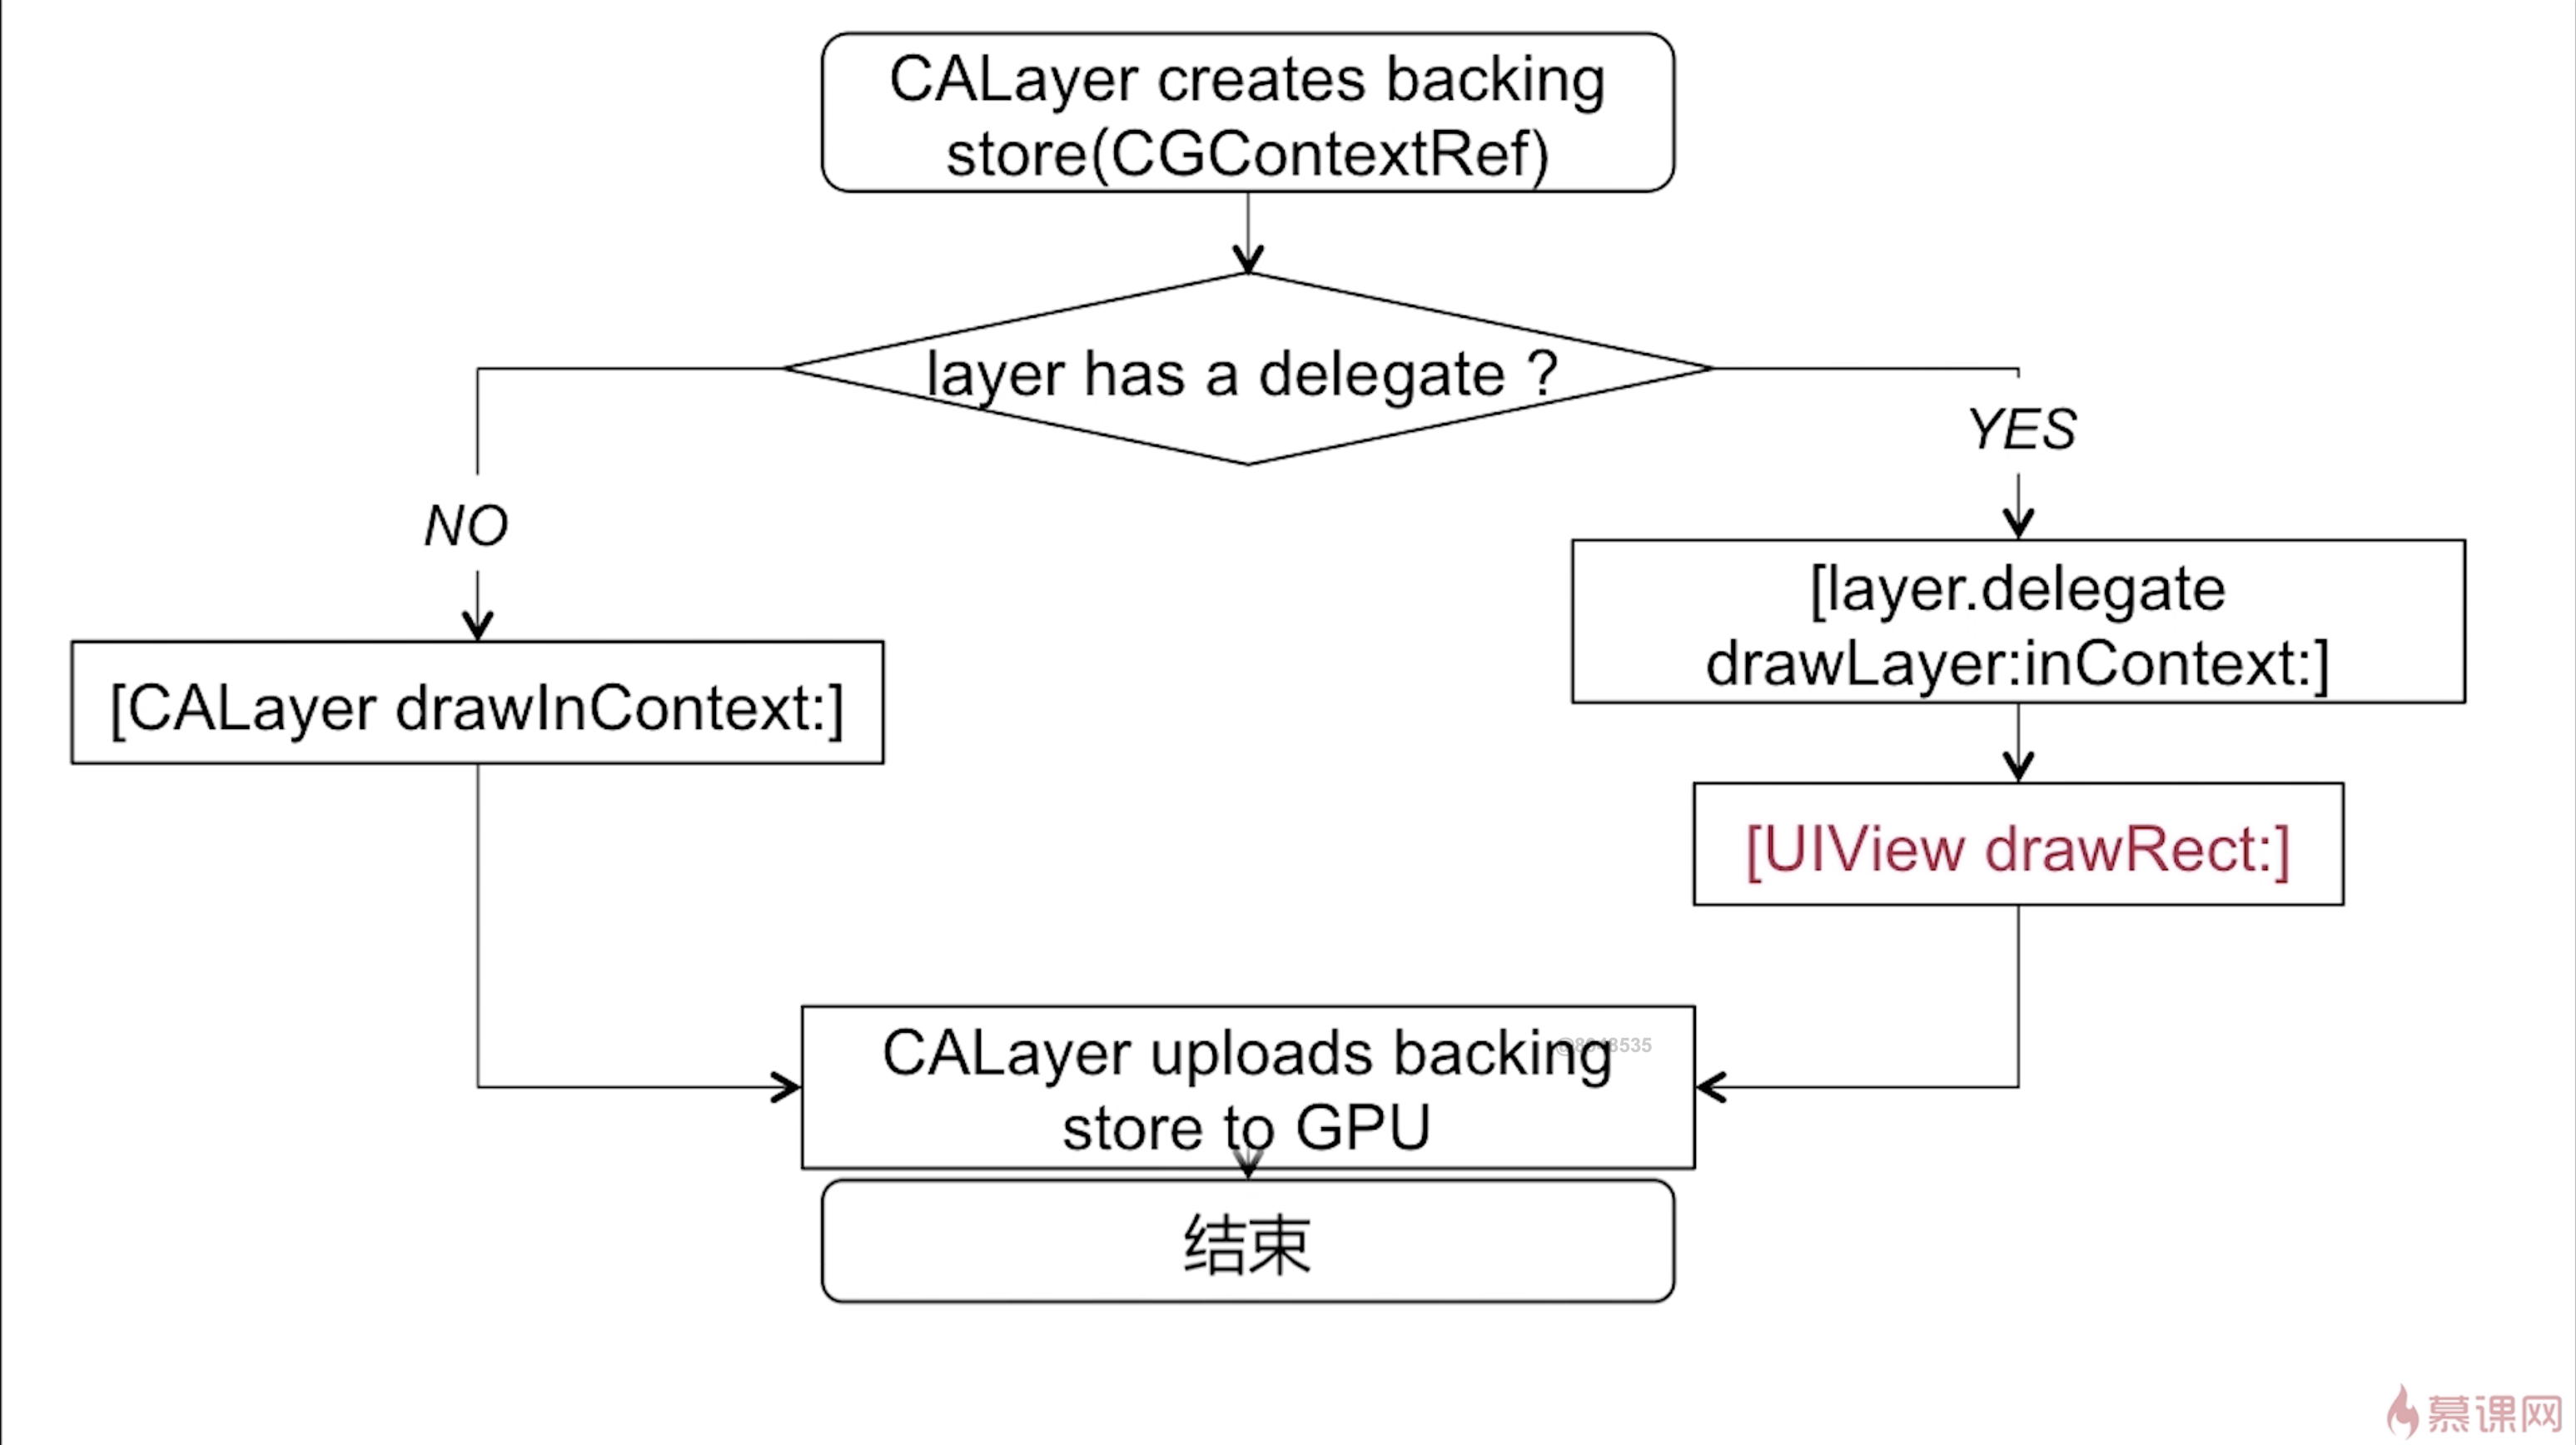 CALayer creates backing
store(CGContextRef)
layer has a delegate ?
YES
NO
[layer.delegate
drawLayer:inContext:]
[CALayer drawInContext:]
[UIView drawRect:]
CALayer uploads backing
store to GPU
结束
慕课网